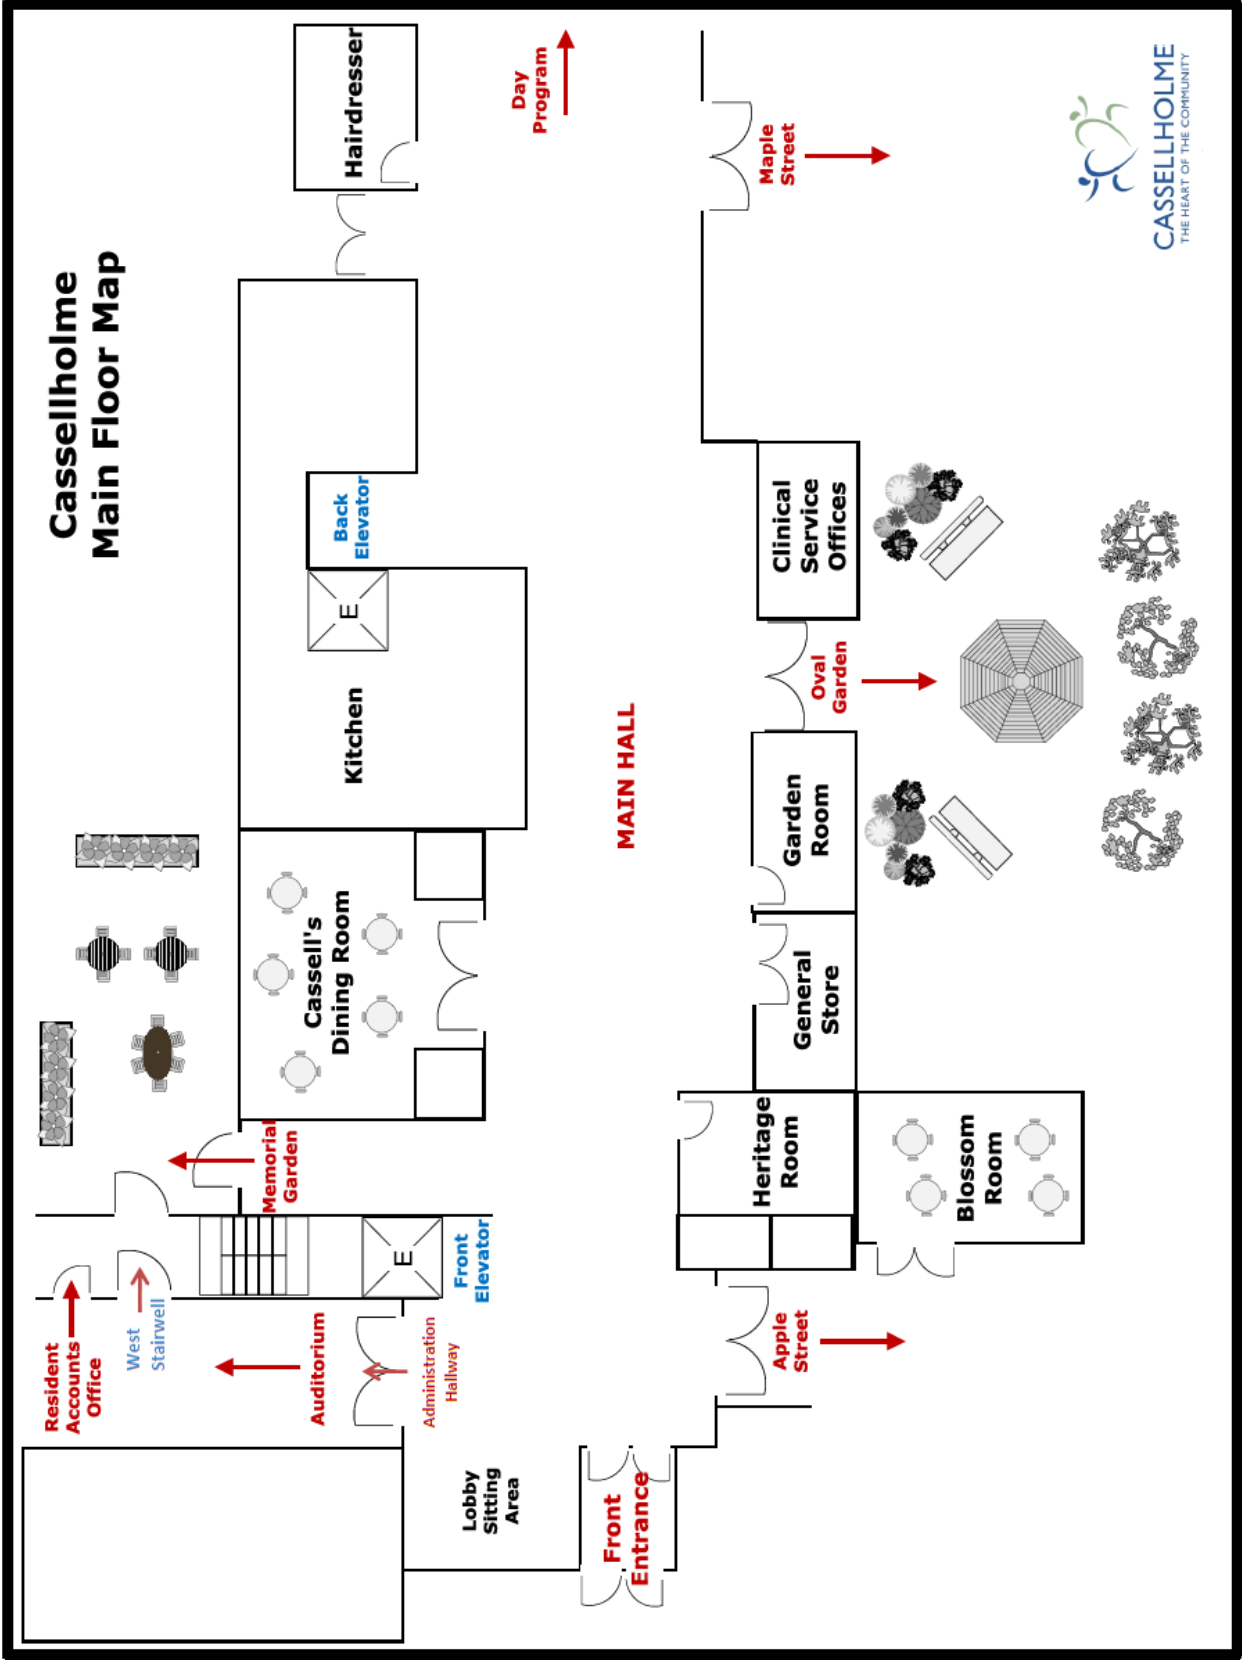 Cassellholme
Main Floor Map
Resident
Accounts
Office
West
Stairwell
Auditorium
Administration
Hallway
Lobby
Sitting
Area
Front
Entrance
Memorial
Garden
Front
Elevator
E
Cassell's
Dining Room
Kitchen
E
Back
Elevator
Hairdresser
Day
Program
MAIN HALL
Apple
Street
Heritage
Room
Blossom
Room
General
Store
Garden
Room
Oval
Garden
Clinical
Service
Offices
Maple
Street
CASSELLHOLME
THE HEART OF THE COMMUNITY